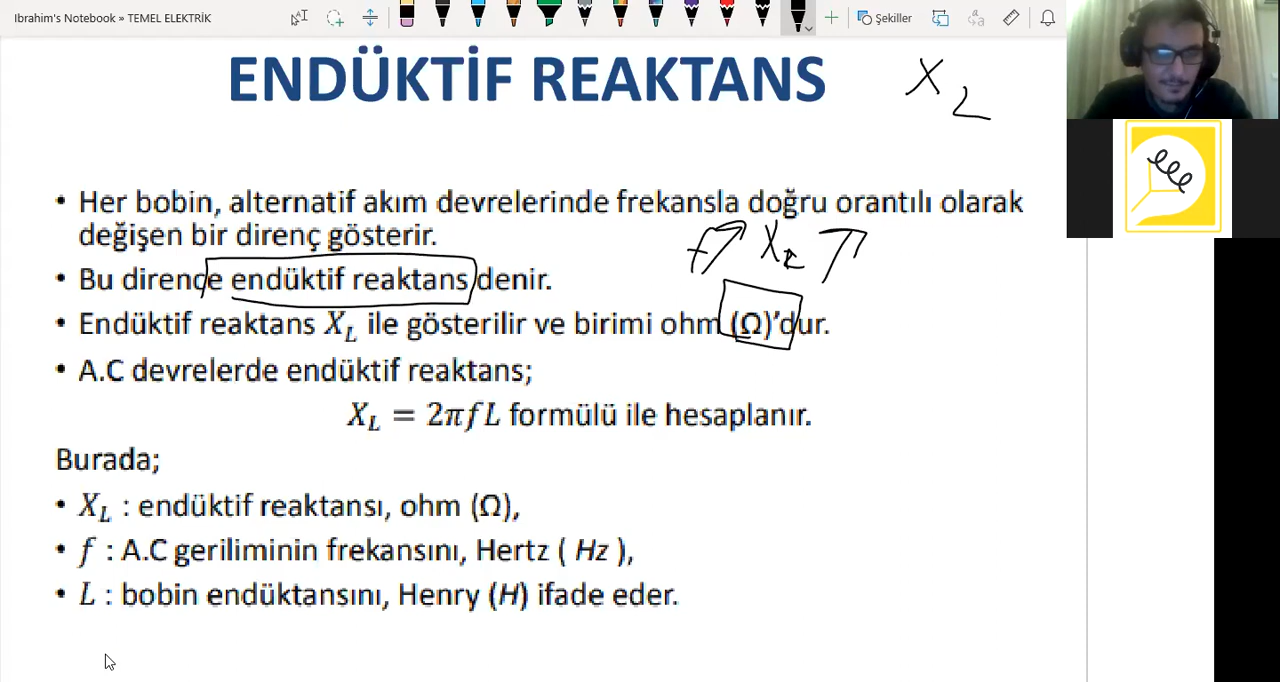 Ibrahim's Notebook » TEMEL ELEKTRİK
Şekiller
ENDÜKTİF REAKTANS
X L
• Her bobin, alternatif akım devrelerinde frekansla doğru orantılı olarak
değişen bir direnç gösterir.
f↗ X L ↗
• Bu dirence endüktif reaktans denir.
• Endüktif reaktans X_L ile gösterilir ve birimi ohm (Ω)'dur.
• A.C devrelerde endüktif reaktans;
X_L = 2πfL formülü ile hesaplanır.
Burada;
• X_L : endüktif reaktansı, ohm (Ω),
• f : A.C geriliminin frekansını, Hertz ( Hz ),
• L : bobin endüktansını, Henry (H) ifade eder.